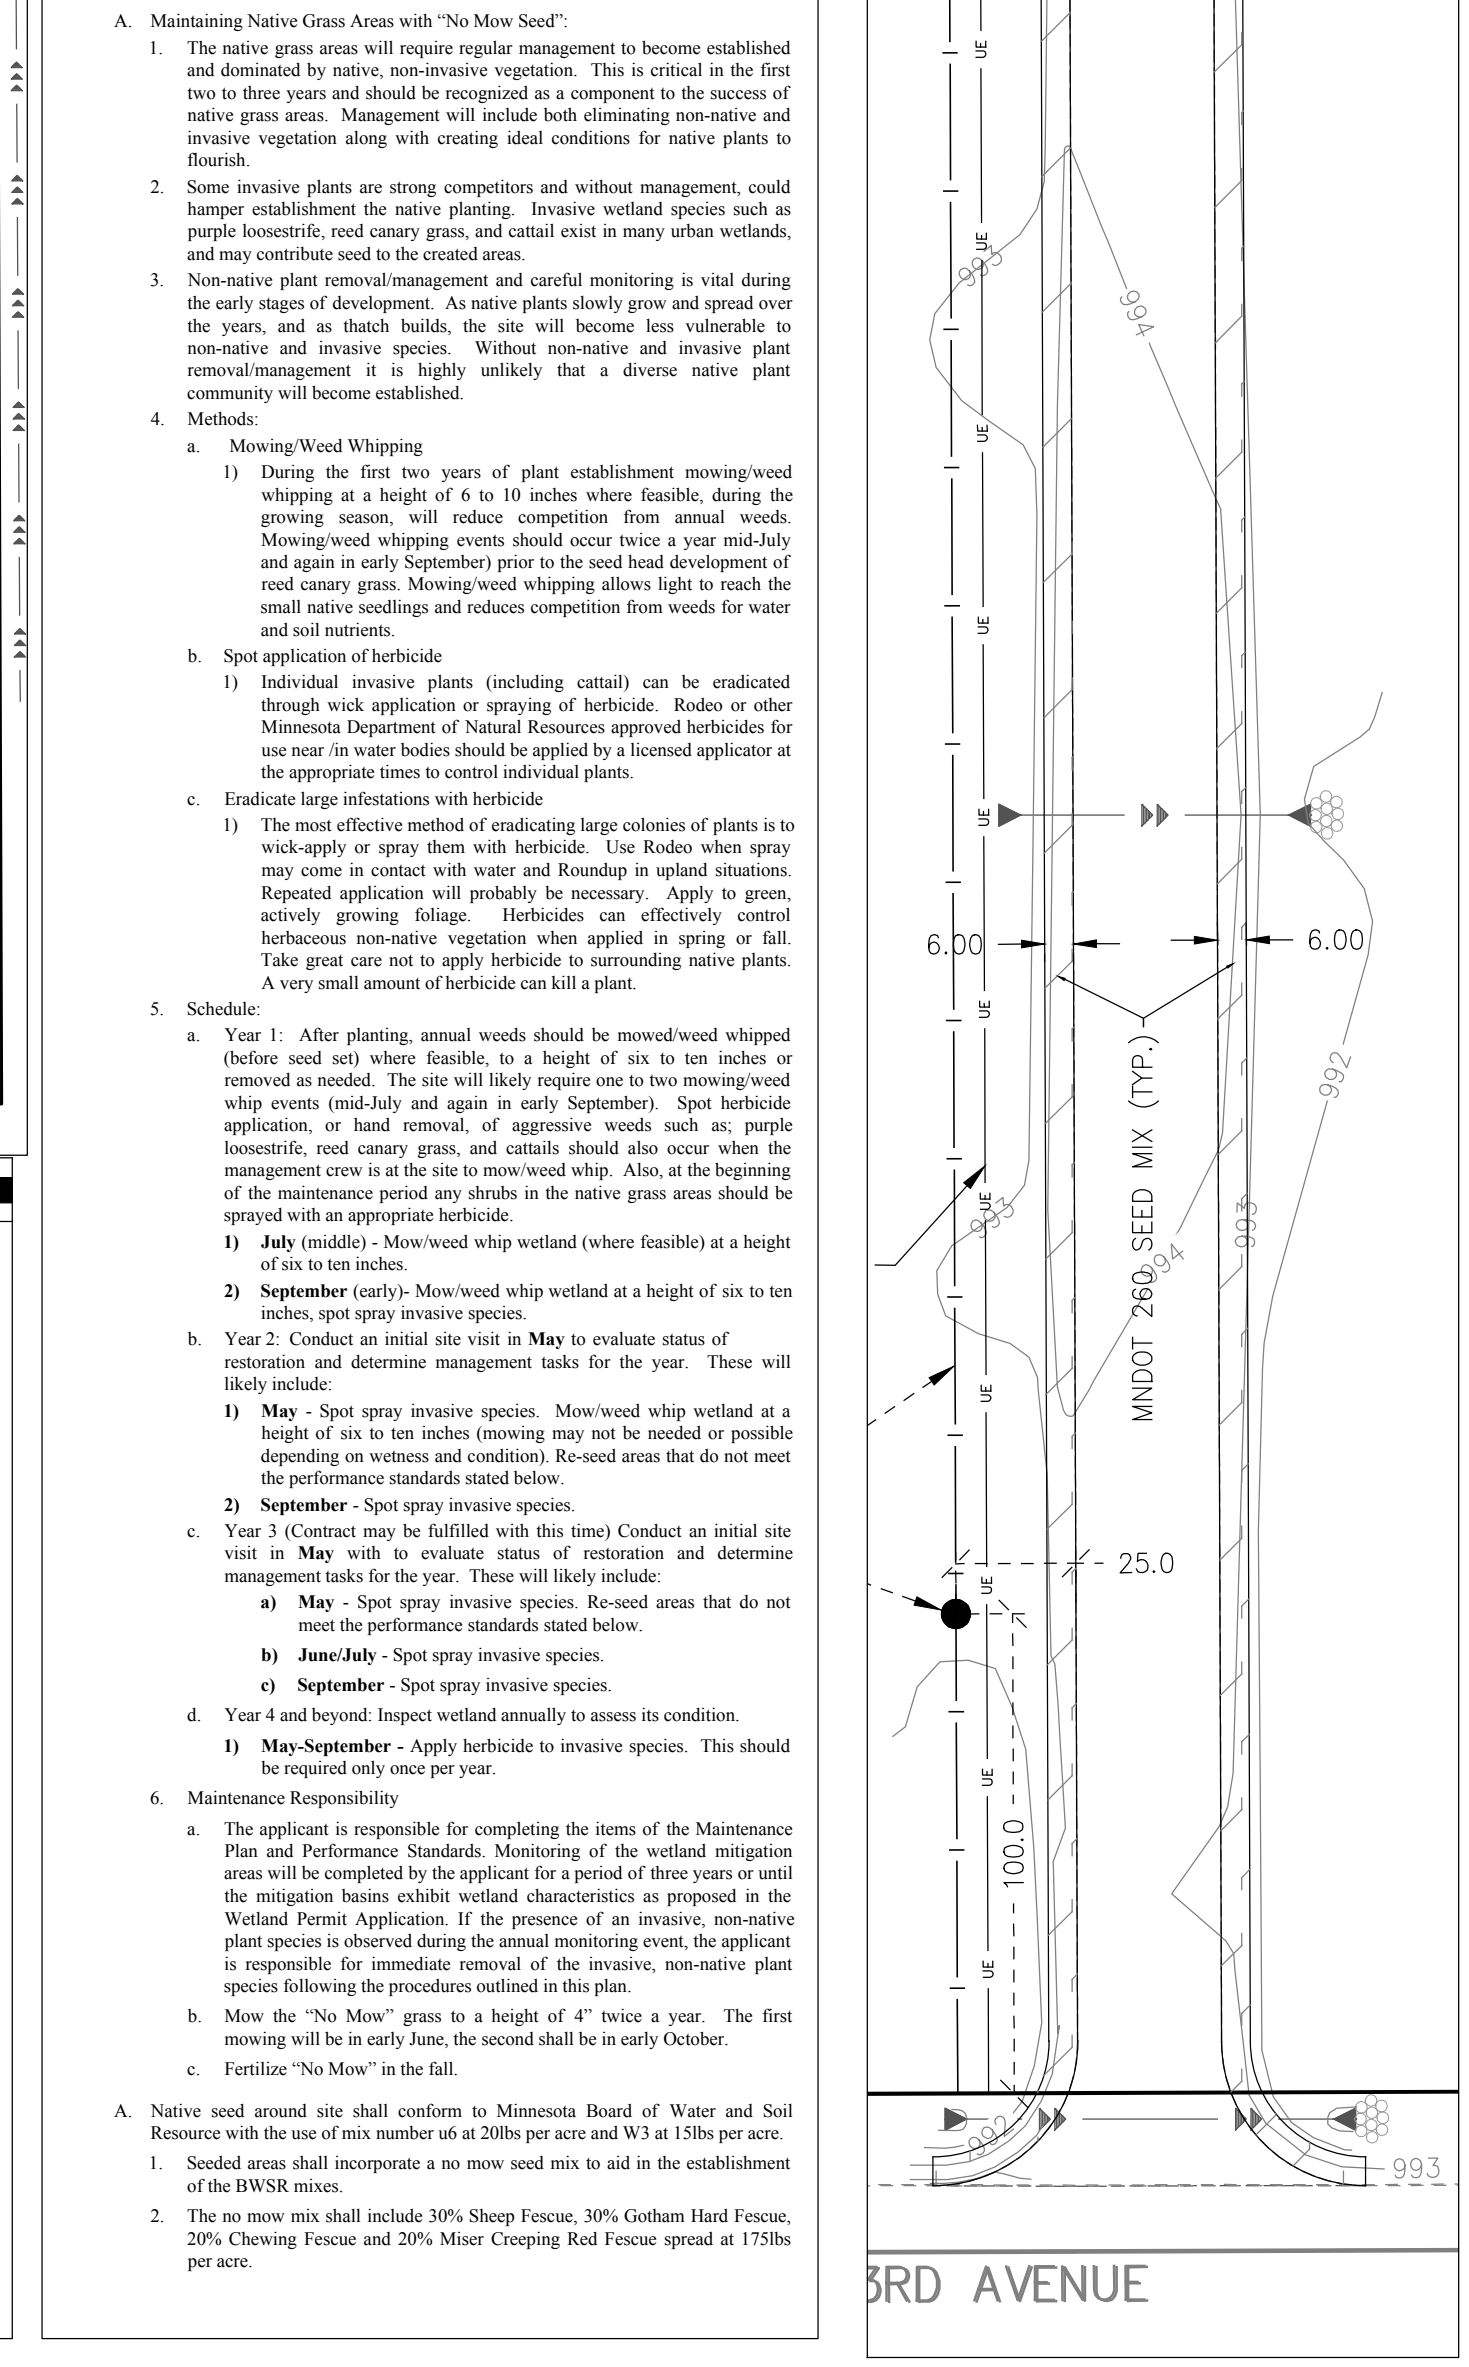 A. Maintaining Native Grass Areas with “No Mow Seed”:
1. The native grass areas will require regular management to become established
and dominated by native, non-invasive vegetation. This is critical in the first
two to three years and should be recognized as a component to the success of
native grass areas. Management will include both eliminating non-native and
invasive vegetation along with creating ideal conditions for native plants to
flourish.
2. Some invasive plants are strong competitors and without management, could
hamper establishment the native planting. Invasive wetland species such as
purple loosestrife, reed canary grass, and cattail exist in many urban wetlands,
and may contribute seed to the created areas.
3. Non-native plant removal/management and careful monitoring is vital during
the early stages of development. As native plants slowly grow and spread over
the years, and as thatch builds, the site will become less vulnerable to
non-native and invasive species. Without non-native and invasive plant
removal/management it is highly unlikely that a diverse native plant
community will become established.
4. Methods:
a. Mowing/Weed Whipping
1) During the first two years of plant establishment mowing/weed
whipping at a height of 6 to 10 inches where feasible, during the
growing season, will reduce competition from annual weeds.
Mowing/weed whipping events should occur twice a year mid-July
and again in early September) prior to the seed head development of
reed canary grass. Mowing/weed whipping allows light to reach the
small native seedlings and reduces competition from weeds for water
and soil nutrients.
b. Spot application of herbicide
1) Individual invasive plants (including cattail) can be eradicated
through wick application or spraying of herbicide. Rodeo or other
Minnesota Department of Natural Resources approved herbicides for
use near /in water bodies should be applied by a licensed applicator at
the appropriate times to control individual plants.
c. Eradicate large infestations with herbicide
1) The most effective method of eradicating large colonies of plants is to
wick-apply or spray them with herbicide. Use Rodeo when spray
may come in contact with water and Roundup in upland situations.
Repeated application will probably be necessary. Apply to green,
actively growing foliage. Herbicides can effectively control
herbaceous non-native vegetation when applied in spring or fall.
Take great care not to apply herbicide to surrounding native plants.
A very small amount of herbicide can kill a plant.
5. Schedule:
a. Year 1: After planting, annual weeds should be mowed/weed whipped
(before seed set) where feasible, to a height of six to ten inches or
removed as needed. The site will likely require one to two mowing/weed
whip events (mid-July and again in early September). Spot herbicide
application, or hand removal, of aggressive weeds such as; purple
loosestrife, reed canary grass, and cattails should also occur when the
management crew is at the site to mow/weed whip. Also, at the beginning
of the maintenance period any shrubs in the native grass areas should be
sprayed with an appropriate herbicide.
1) July (middle) - Mow/weed whip wetland (where feasible) at a height
of six to ten inches.
2) September (early)- Mow/weed whip wetland at a height of six to ten
inches, spot spray invasive species.
b. Year 2: Conduct an initial site visit in May to evaluate status of
restoration and determine management tasks for the year. These will
likely include:
1) May - Spot spray invasive species. Mow/weed whip wetland at a
height of six to ten inches (mowing may not be needed or possible
depending on wetness and condition). Re-seed areas that do not meet
the performance standards stated below.
2) September - Spot spray invasive species.
c. Year 3 (Contract may be fulfilled with this time) Conduct an initial site
visit in May with to evaluate status of restoration and determine
management tasks for the year. These will likely include:
a) May - Spot spray invasive species. Re-seed areas that do not
meet the performance standards stated below.
b) June/July - Spot spray invasive species.
c) September - Spot spray invasive species.
d. Year 4 and beyond: Inspect wetland annually to assess its condition.
1) May-September - Apply herbicide to invasive species. This should
be required only once per year.
6. Maintenance Responsibility
a. The applicant is responsible for completing the items of the Maintenance
Plan and Performance Standards. Monitoring of the wetland mitigation
areas will be completed by the applicant for a period of three years or until
the mitigation basins exhibit wetland characteristics as proposed in the
Wetland Permit Application. If the presence of an invasive, non-native
plant species is observed during the annual monitoring event, the applicant
is responsible for immediate removal of the invasive, non-native plant
species following the procedures outlined in this plan.
b. Mow the “No Mow” grass to a height of 4” twice a year. The first
mowing will be in early June, the second shall be in early October.
c. Fertilize “No Mow” in the fall.
A. Native seed around site shall conform to Minnesota Board of Water and Soil
Resource with the use of mix number u6 at 20lbs per acre and W3 at 15lbs per acre.
1. Seeded areas shall incorporate a no mow seed mix to aid in the establishment
of the BWSR mixes.
2. The no mow mix shall include 30% Sheep Fescue, 30% Gotham Hard Fescue,
20% Chewing Fescue and 20% Miser Creeping Red Fescue spread at 175lbs
per acre.
UE
UE
993
994
UE
UE
UE
6.00
6.00
UE
992
MNDOT 260 SEED MIX (TYP.)
UE
993
993
994
UE
25.0
UE
UE
100.0
UE
992
993
3RD AVENUE